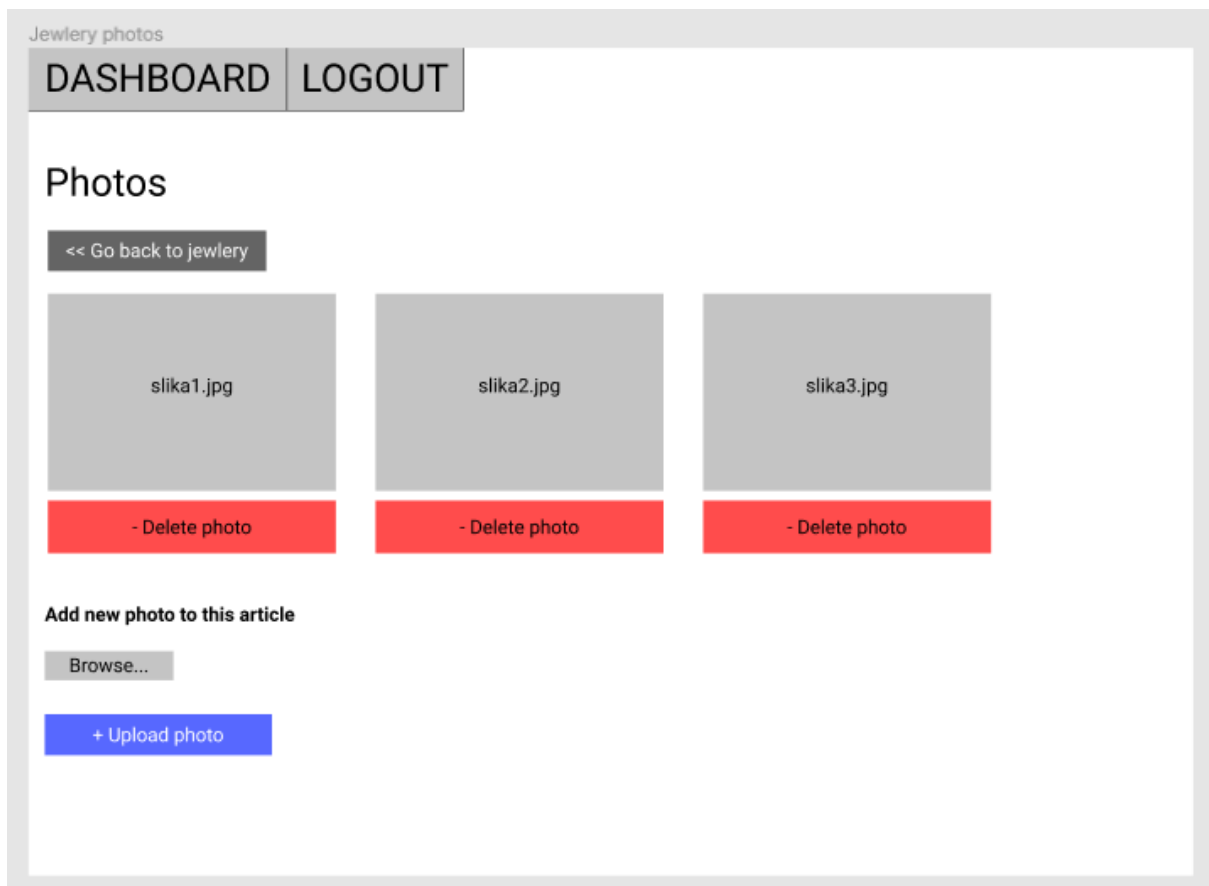 Jewlery photos
DASHBOARD LOGOUT
Photos
<< Go back to jewlery
slika1.jpg slika2.jpg slika3.jpg
- Delete photo - Delete photo - Delete photo
Add new photo to this article
Browse...
+ Upload photo